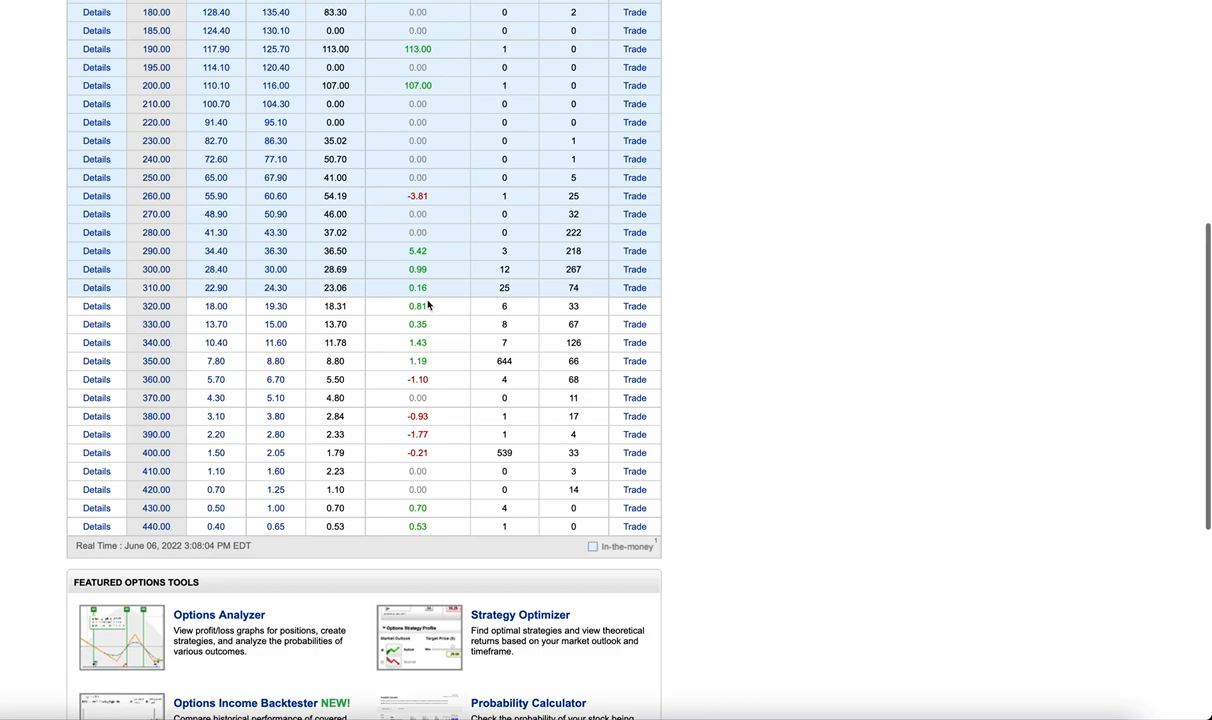 Details 180.00 128.40 135.40 83.30 0.00 0 2 Trade
Details 185.00 124.40 130.10 0.00 0.00 0 0 Trade
Details 190.00 117.90 125.70 113.00 113.00 1 0 Trade
Details 195.00 114.10 120.40 0.00 0.00 0 0 Trade
Details 200.00 110.10 116.00 107.00 107.00 1 0 Trade
Details 210.00 100.70 104.30 0.00 0.00 0 0 Trade
Details 220.00 91.40 95.10 0.00 0.00 0 0 Trade
Details 230.00 82.70 86.30 35.02 0.00 0 1 Trade
Details 240.00 72.60 77.10 50.70 0.00 0 1 Trade
Details 250.00 65.00 67.90 41.00 0.00 0 5 Trade
Details 260.00 55.90 60.60 54.19 -3.81 1 25 Trade
Details 270.00 48.90 50.90 46.00 0.00 0 32 Trade
Details 280.00 41.30 43.30 37.02 0.00 0 222 Trade
Details 290.00 34.40 36.30 36.50 5.42 3 218 Trade
Details 300.00 28.40 30.00 28.69 0.99 12 267 Trade
Details 310.00 22.90 24.30 23.06 0.16 25 74 Trade
Details 320.00 18.00 19.30 18.31 0.81 6 33 Trade
Details 330.00 13.70 15.00 13.70 0.35 8 67 Trade
Details 340.00 10.40 11.60 11.78 1.43 7 126 Trade
Details 350.00 7.80 8.80 8.80 1.19 644 66 Trade
Details 360.00 5.70 6.70 5.50 -1.10 4 68 Trade
Details 370.00 4.30 5.10 4.80 0.00 0 11 Trade
Details 380.00 3.10 3.80 2.84 -0.93 1 17 Trade
Details 390.00 2.20 2.80 2.33 -1.77 1 4 Trade
Details 400.00 1.50 2.05 1.79 -0.21 539 33 Trade
Details 410.00 1.10 1.60 2.23 0.00 0 3 Trade
Details 420.00 0.70 1.25 1.10 0.00 0 14 Trade
Details 430.00 0.50 1.00 0.70 0.70 4 0 Trade
Details 440.00 0.40 0.65 0.53 0.53 1 0 Trade
Real Time : June 06, 2022 3:08:04 PM EDT In-the-money 1
FEATURED OPTIONS TOOLS
Options Analyzer
View profit/loss graphs for positions, create
strategies, and analyze the probabilities of
various outcomes.
Strategy Optimizer
Find optimal strategies and view theoretical
returns based on your market outlook and
timeframe.
Options Income Backtester NEW!
Compare historical performance of covered
Probability Calculator
Check the probability of your stock being